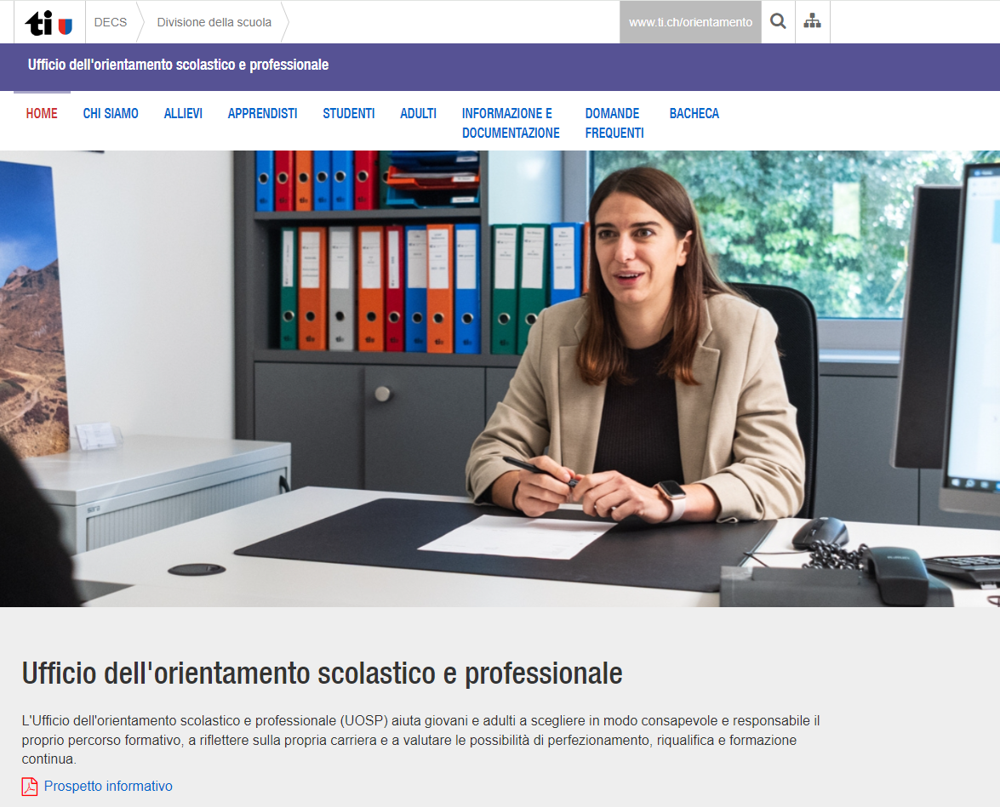 ti
DECS
Divisione della scuola
www.ti.ch/orientamento
Ufficio dell'orientamento scolastico e professionale
HOME
CHI SIAMO
ALLIEVI
APPRENDISTI
STUDENTI
ADULTI
INFORMAZIONE E
DOCUMENTAZIONE
DOMANDE
FREQUENTI
BACHECA
Ufficio dell'orientamento scolastico e professionale
L'Ufficio dell'orientamento scolastico e professionale (UOSP) aiuta giovani e adulti a scegliere in modo consapevole e responsabile il
proprio percorso formativo, a riflettere sulla propria carriera e a valutare le possibilità di perfezionamento, riqualifica e formazione
continua.
Prospetto informativo